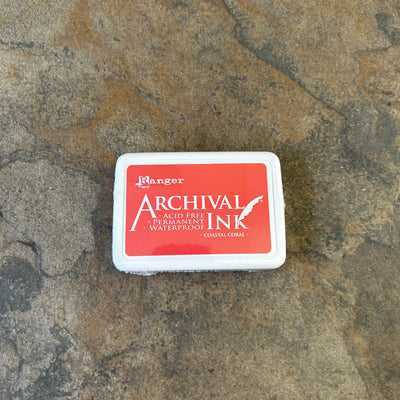 Ranger
ARCHIVAL
INK
· ACID FREE
· PERMANENT
· WATERPROOF
· COASTAL CORAL ·